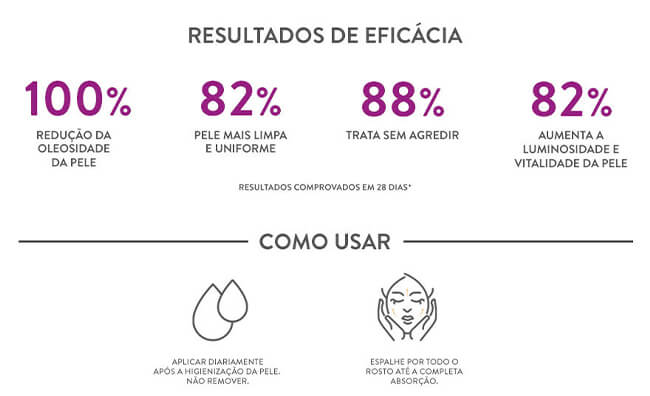 RESULTADOS DE EFICÁCIA
100%
REDUÇÃO DA
OLEOSIDADE
DA PELE
82%
PELE MAIS LIMPA
E UNIFORME
88%
TRATA SEM AGREDIR
82%
AUMENTA A
LUMINOSIDADE E
VITALIDADE DA PELE
RESULTADOS COMPROVADOS EM 28 DIAS*
COMO USAR
APLICAR DIARIAMENTE
APÓS A HIGIENIZAÇÃO DA PELE.
NÃO REMOVER.
ESPALHE POR TODO O
ROSTO ATÉ A COMPLETA
ABSORÇÃO.